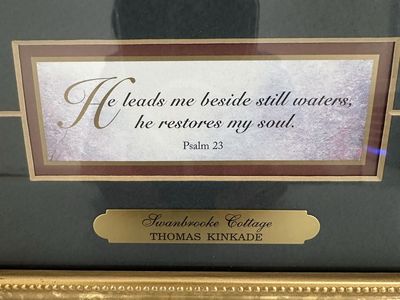 He leads me beside still waters;
he restores my soul.
Psalm 23
Swanbrooke Cottage
THOMAS KINKADE